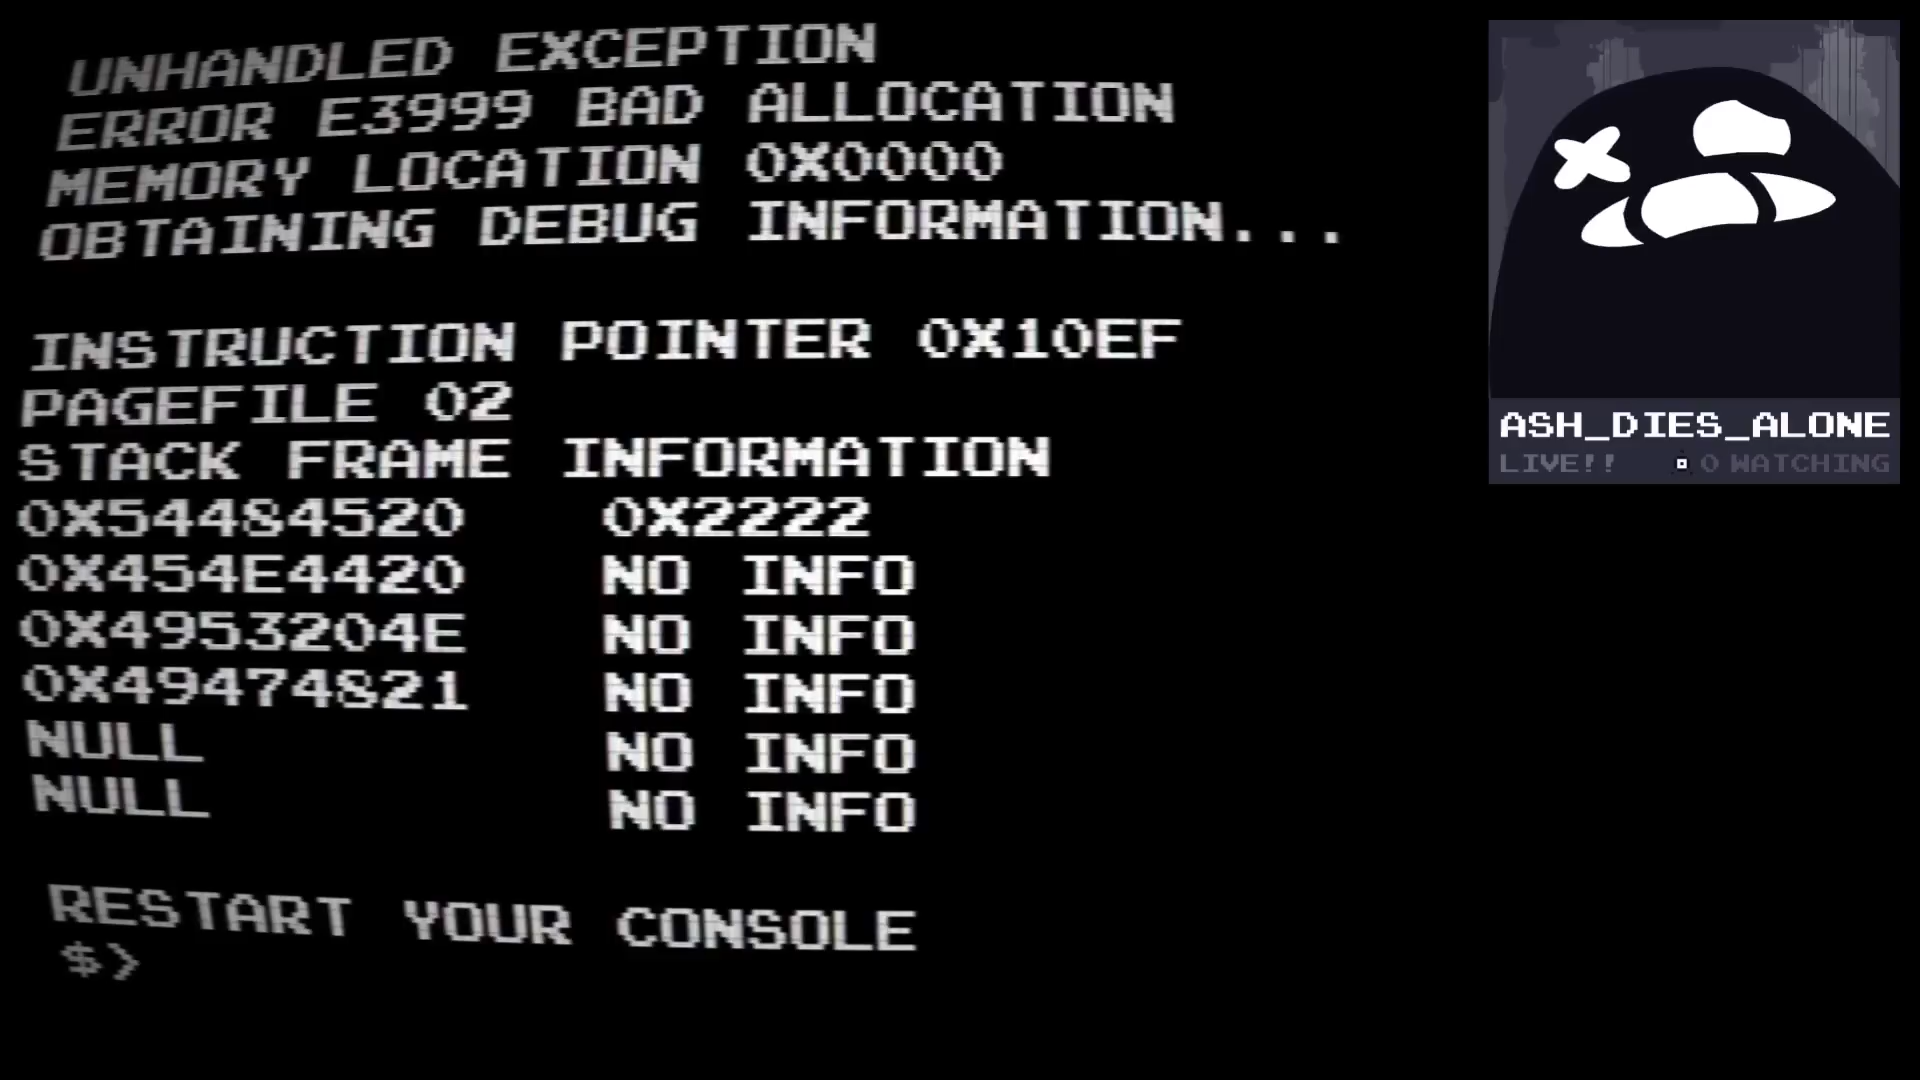 UNHANDLED EXCEPTION
ERROR E3999 BAD ALLOCATION
MEMORY LOCATION 0X0000
OBTAINING DEBUG INFORMATION...
INSTRUCTION POINTER 0X10EF
PAGEFILE 02
STACK FRAME INFORMATION
0X54484520 0X2222
0X454E4420 NO INFO
0X4953204E NO INFO
0X49474821 NO INFO
NULL NO INFO
NULL NO INFO
RESTART YOUR CONSOLE
$>
ASH_DIES_ALONE
LIVE!! 0 WATCHING